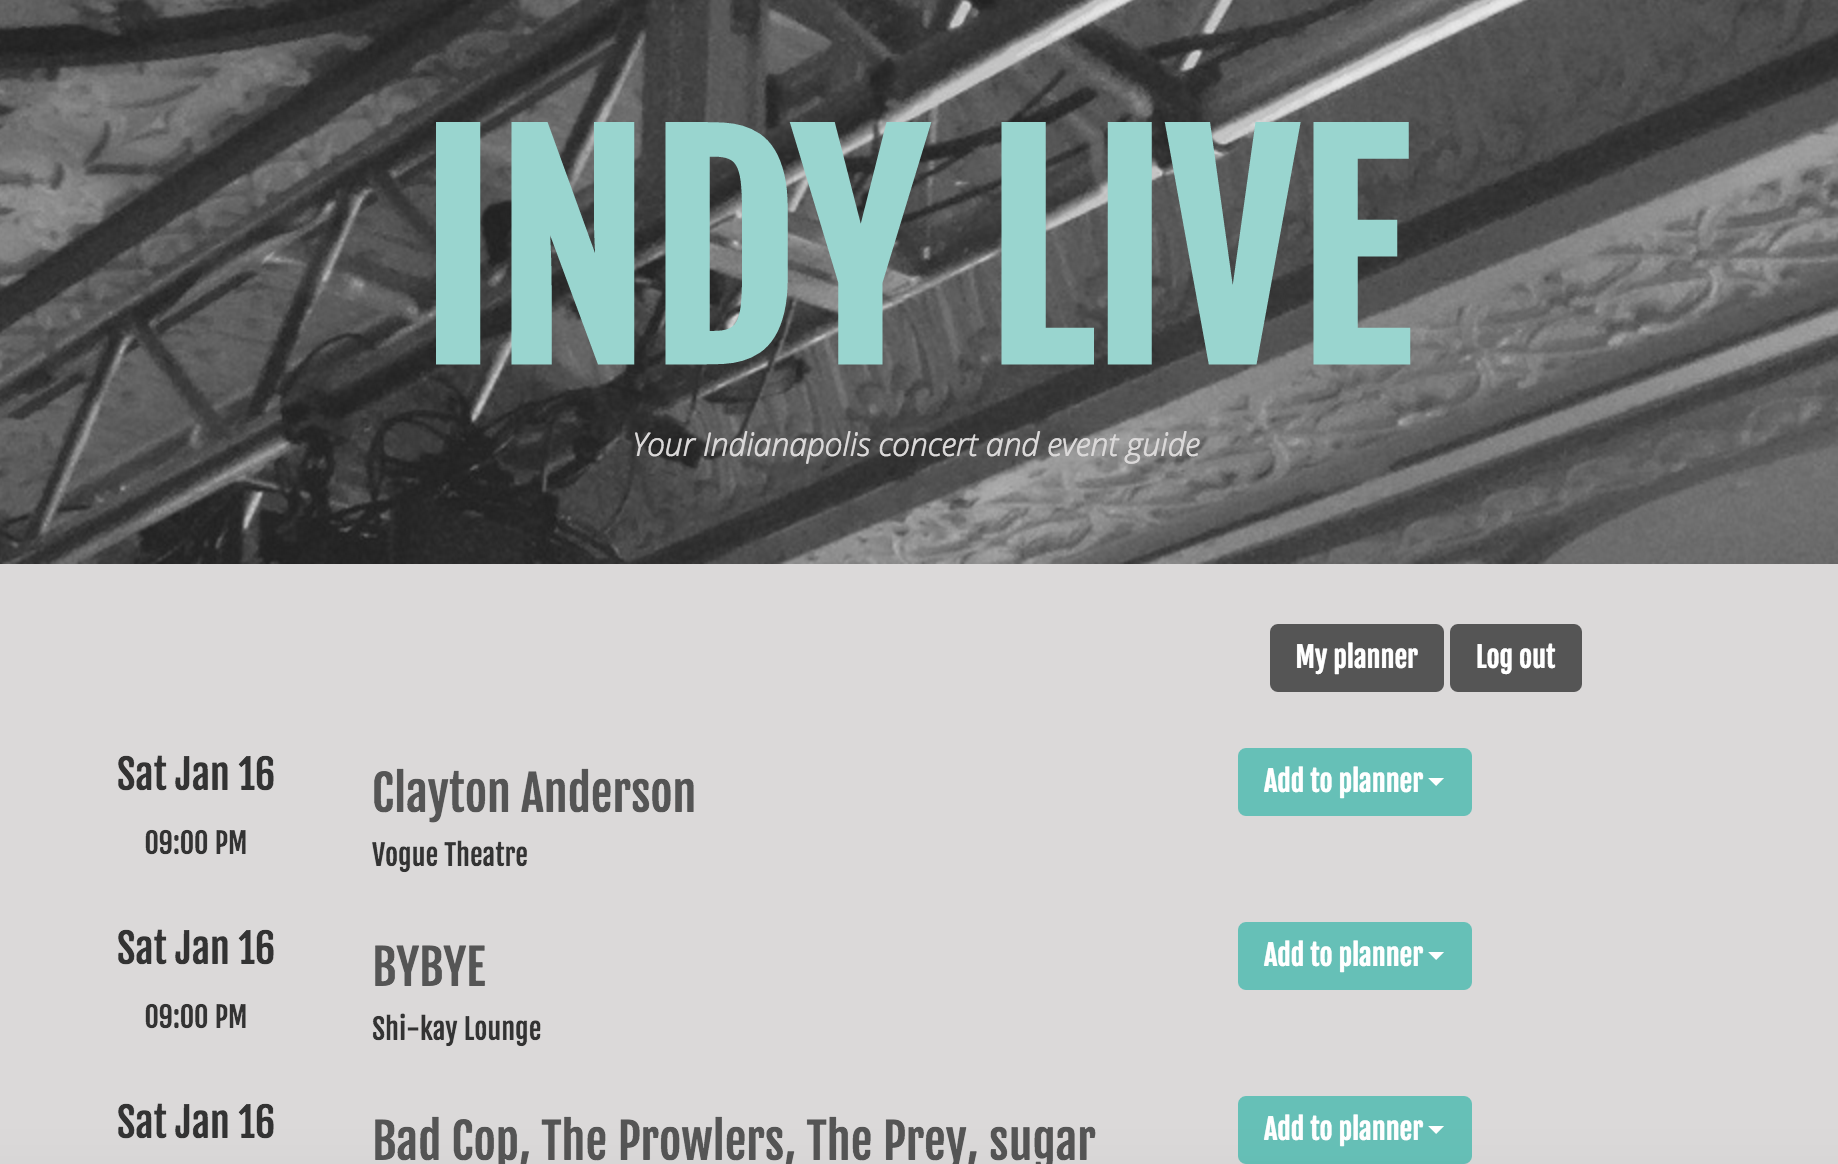 INDY LIVE
Your Indianapolis concert and event guide
My planner Log out
Sat Jan 16
Clayton Anderson
Add to planner
09:00 PM
Vogue Theatre
Sat Jan 16
BYBYE
Add to planner
09:00 PM
Shi-kay Lounge
Sat Jan 16
Bad Cop, The Prowlers, The Prey, sugar
Add to planner